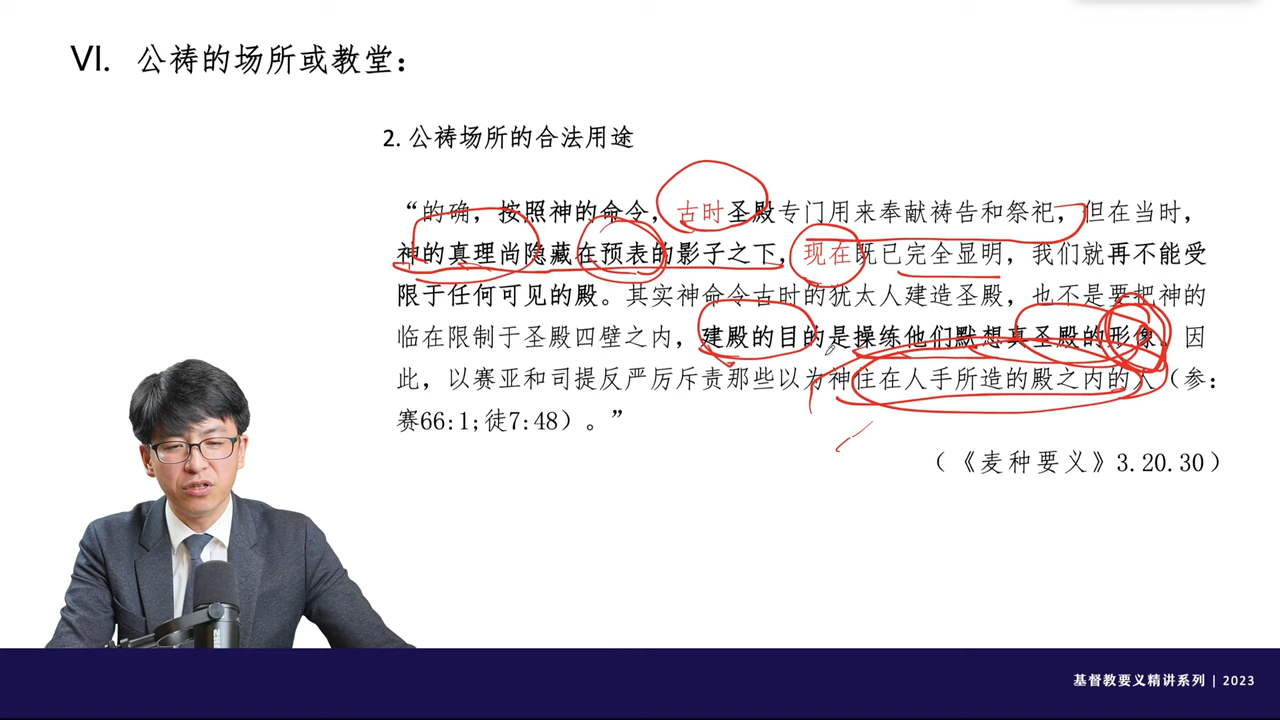 VI. 公祷的场所或教堂：
2. 公祷场所的合法用途
“的确，按照神的命令，古时圣殿专门用来奉献祷告和祭祀，但在当时，
神的真理尚隐藏在预表的影子之下，现在既已完全显明，我们就再不能受
限于任何可见的殿。其实神命令古时的犹太人建造圣殿，也不是要把神的
临在限制于圣殿四壁之内，建殿的目的是操练他们默想真圣殿的形像。因
此，以赛亚和司提反严厉斥责那些以为神住在人手所造的殿之内的人（参：
赛66:1;徒7:48）。”
（《麦种要义》3.20.30）
基督教要义精讲系列 | 2023